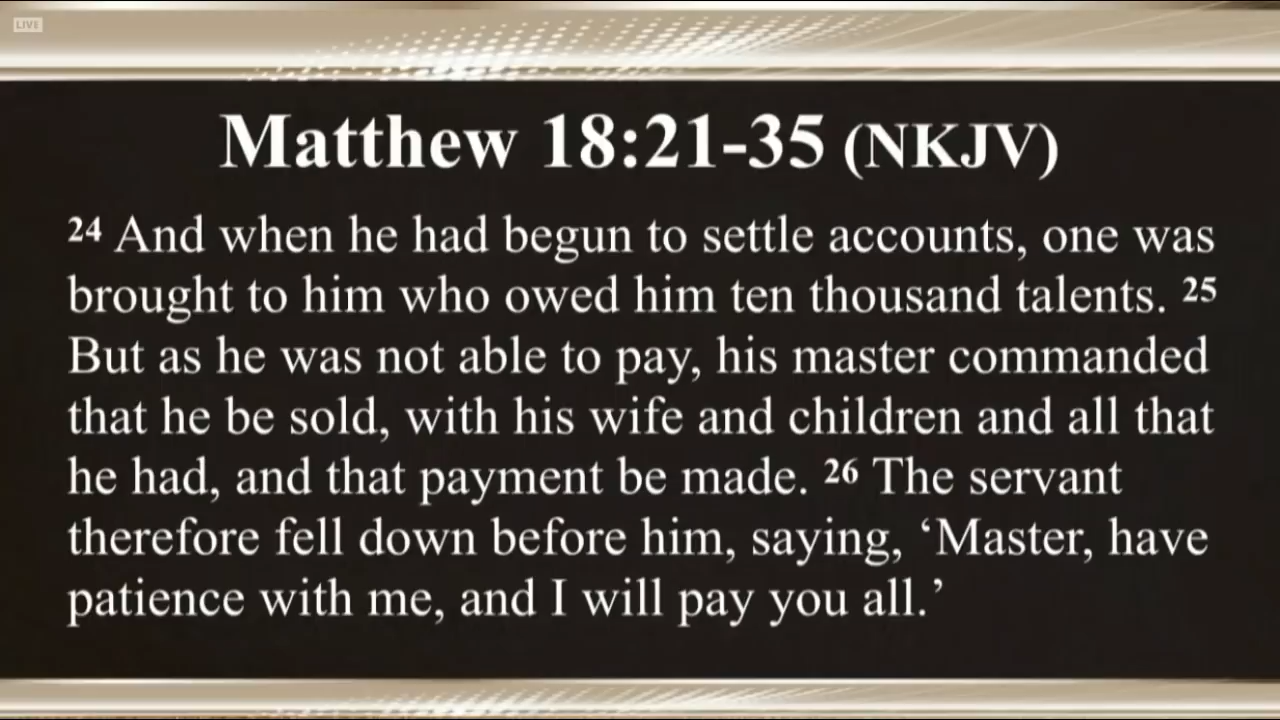 LIVE
Matthew 18:21-35 (NKJV)
24 And when he had begun to settle accounts, one was
brought to him who owed him ten thousand talents. 25
But as he was not able to pay, his master commanded
that he be sold, with his wife and children and all that
he had, and that payment be made. 26 The servant
therefore fell down before him, saying, ‘Master, have
patience with me, and I will pay you all.’